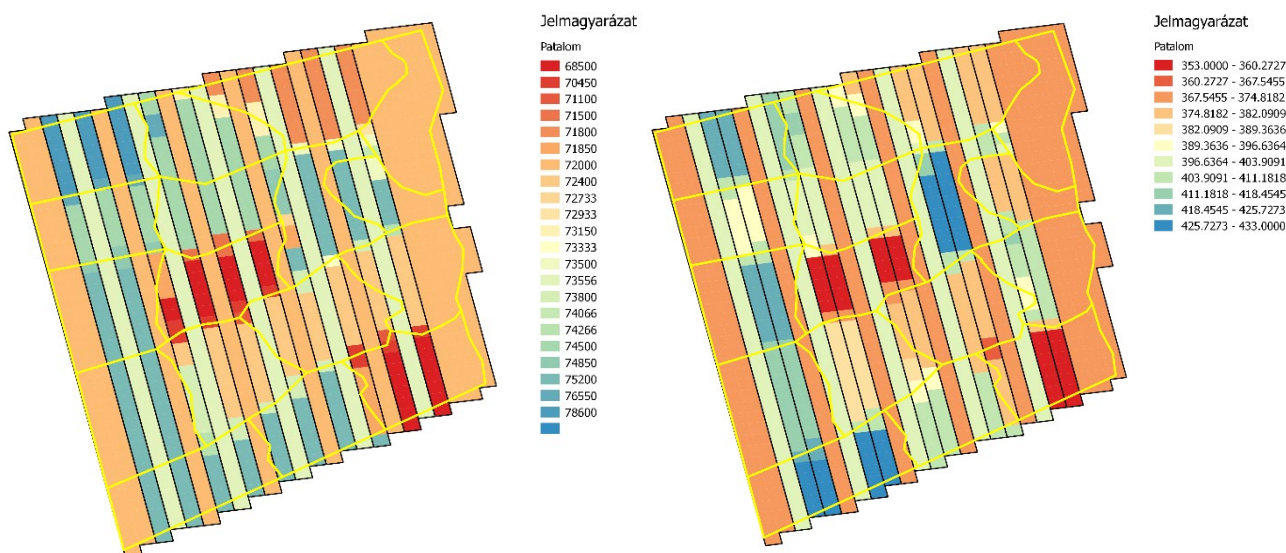 Jelmagyarázat
Patalom
68500
70450
71100
71500
71800
71850
72000
72400
72733
72933
73150
73333
73500
73556
73800
74066
74266
74500
74850
75200
76550
78600
Jelmagyarázat
Patalom
353.0000 - 360.2727
360.2727 - 367.5455
367.5455 - 374.8182
374.8182 - 382.0909
382.0909 - 389.3636
389.3636 - 396.6364
396.6364 - 403.9091
403.9091 - 411.1818
411.1818 - 418.4545
418.4545 - 425.7273
425.7273 - 433.0000